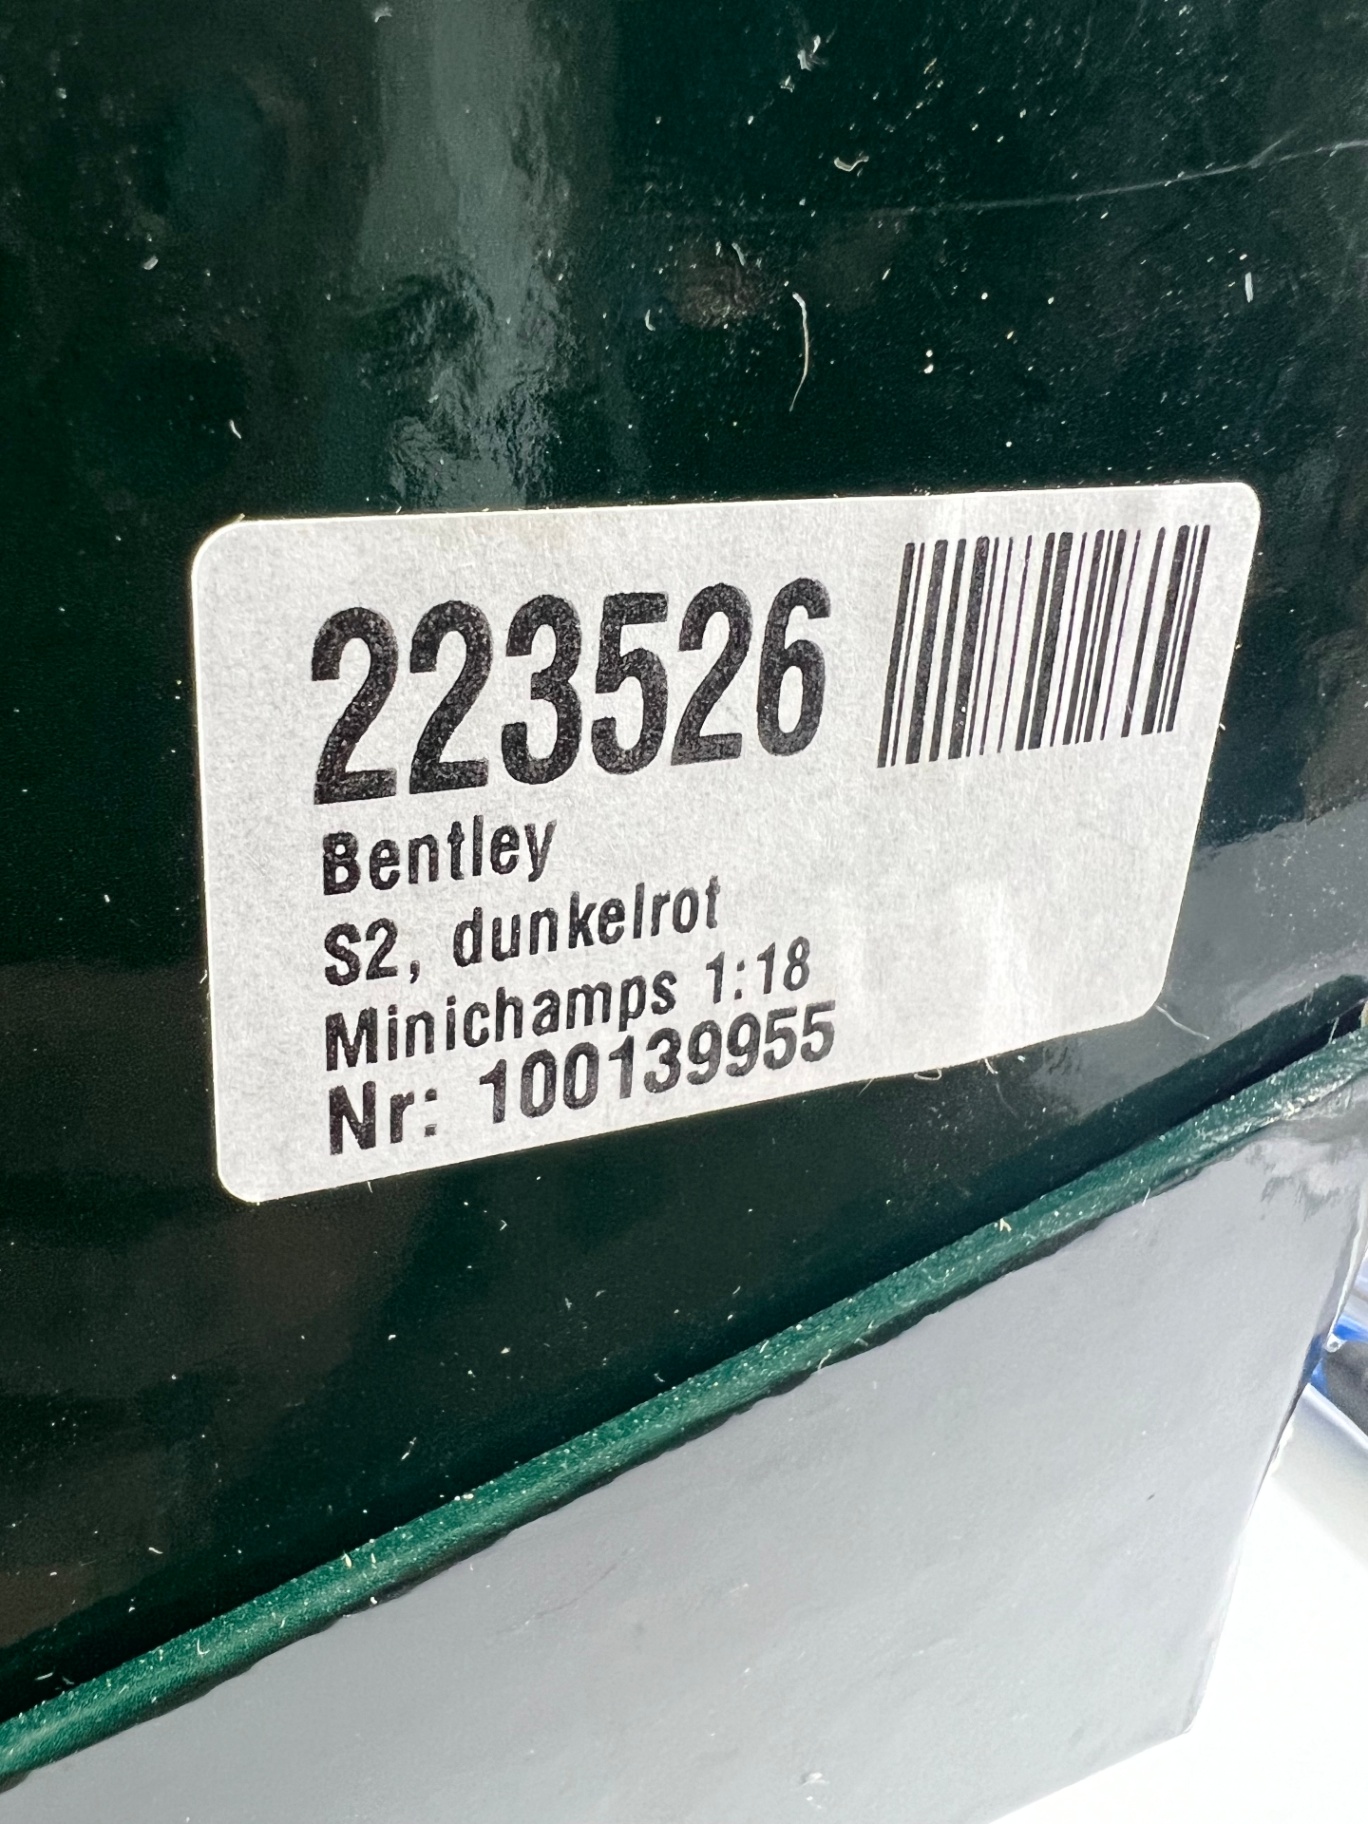 223526
Bentley
S2, dunkelrot
Minichamps 1:18
Nr: 100139955